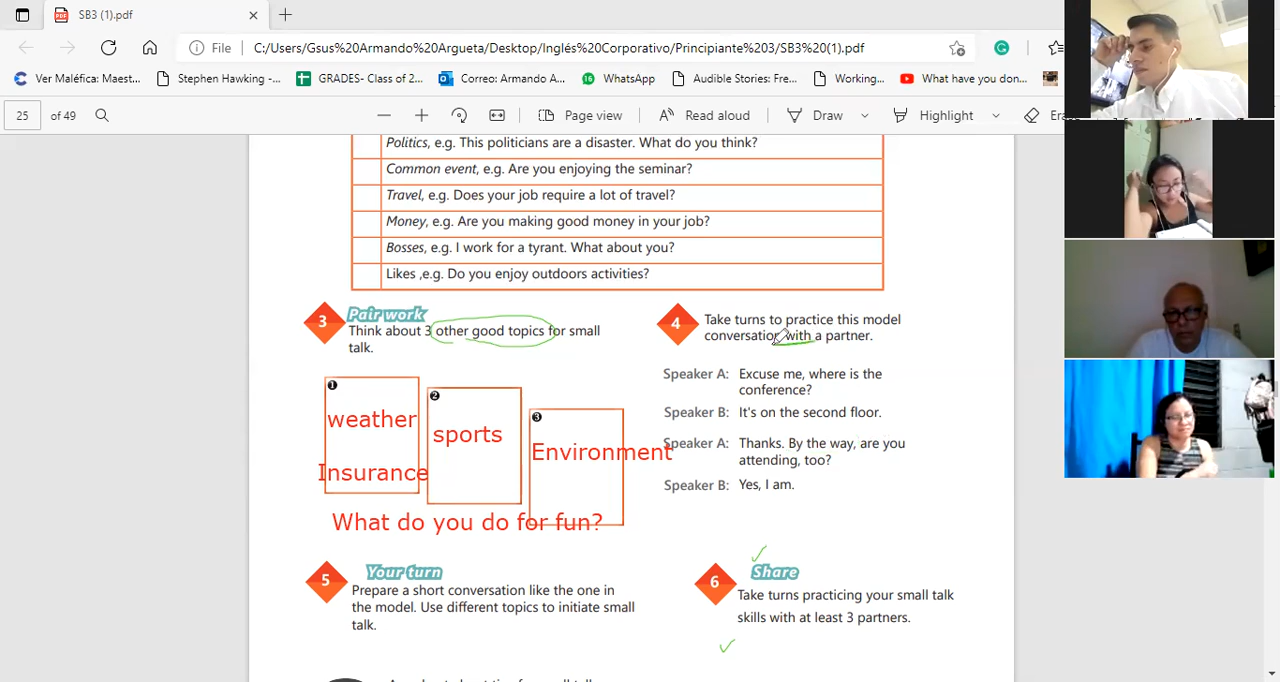 SB3 (1).pdf
File
C:/Users/Gsus%20Armando%20Argueta/Desktop/Inglés%20Corporativo/Principiante%203/SB3%20(1).pdf
Ver Maléfica: Maest...
Stephen Hawking -...
GRADES- Class of 2...
Correo: Armando A...
16 WhatsApp
Audible Stories: Fre...
Working...
What have you don...
25 of 49
Page view
Read aloud
Draw
Highlight
Era
Politics, e.g. This politicians are a disaster. What do you think?
Common event, e.g. Are you enjoying the seminar?
Travel, e.g. Does your job require a lot of travel?
Money, e.g. Are you making good money in your job?
Bosses, e.g. I work for a tyrant. What about you?
Likes ,e.g. Do you enjoy outdoors activities?
3 Pair work
Think about 3 other good topics for small
talk.
1
weather
Insurance
2
sports
3
Environment
What do you do for fun?
4 Take turns to practice this model
conversation with a partner.
Speaker A: Excuse me, where is the
conference?
Speaker B: It's on the second floor.
Speaker A: Thanks. By the way, are you
attending, too?
Speaker B: Yes, I am.
5 Your turn
Prepare a short conversation like the one in
the model. Use different topics to initiate small
talk.
6 Share
Take turns practicing your small talk
skills with at least 3 partners.